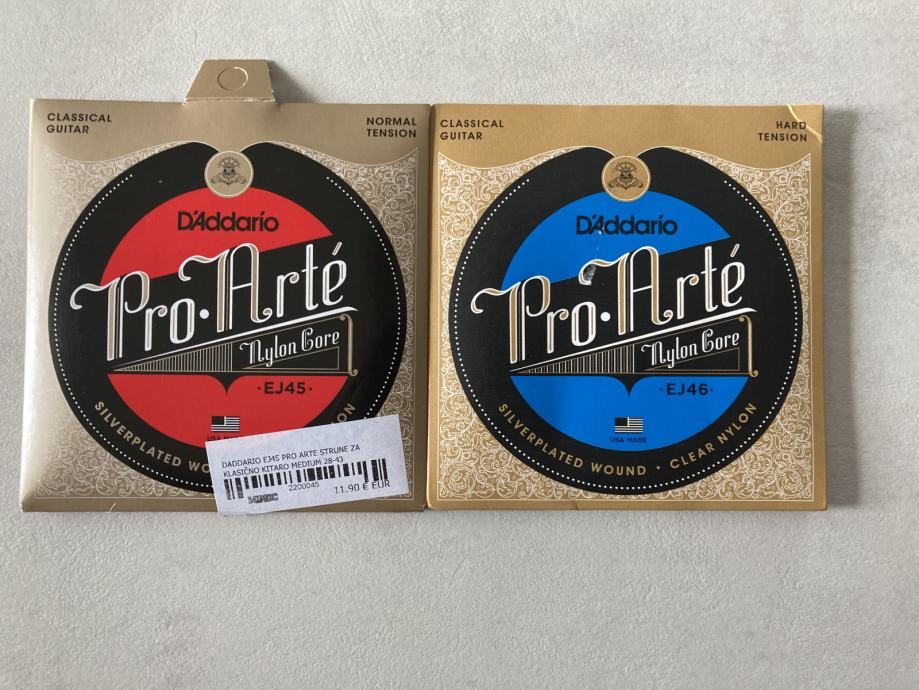 CLASSICAL
GUITAR
NORMAL
TENSION
D'Addario
Pro·Arté
Nylon Core
·EJ45·
USA MADE
SILVERPLATED
DADDARIO EJ45 PRO ARTE STRUNE ZA
KLASIČNO KITARO MEDIUM 28-43
2200045
11.90 € EUR
CLASSICAL
GUITAR
HARD
TENSION
D'Addario
Pro·Arté
Nylon Core
·EJ46·
USA MADE
SILVERPLATED WOUND • CLEAR NYLON